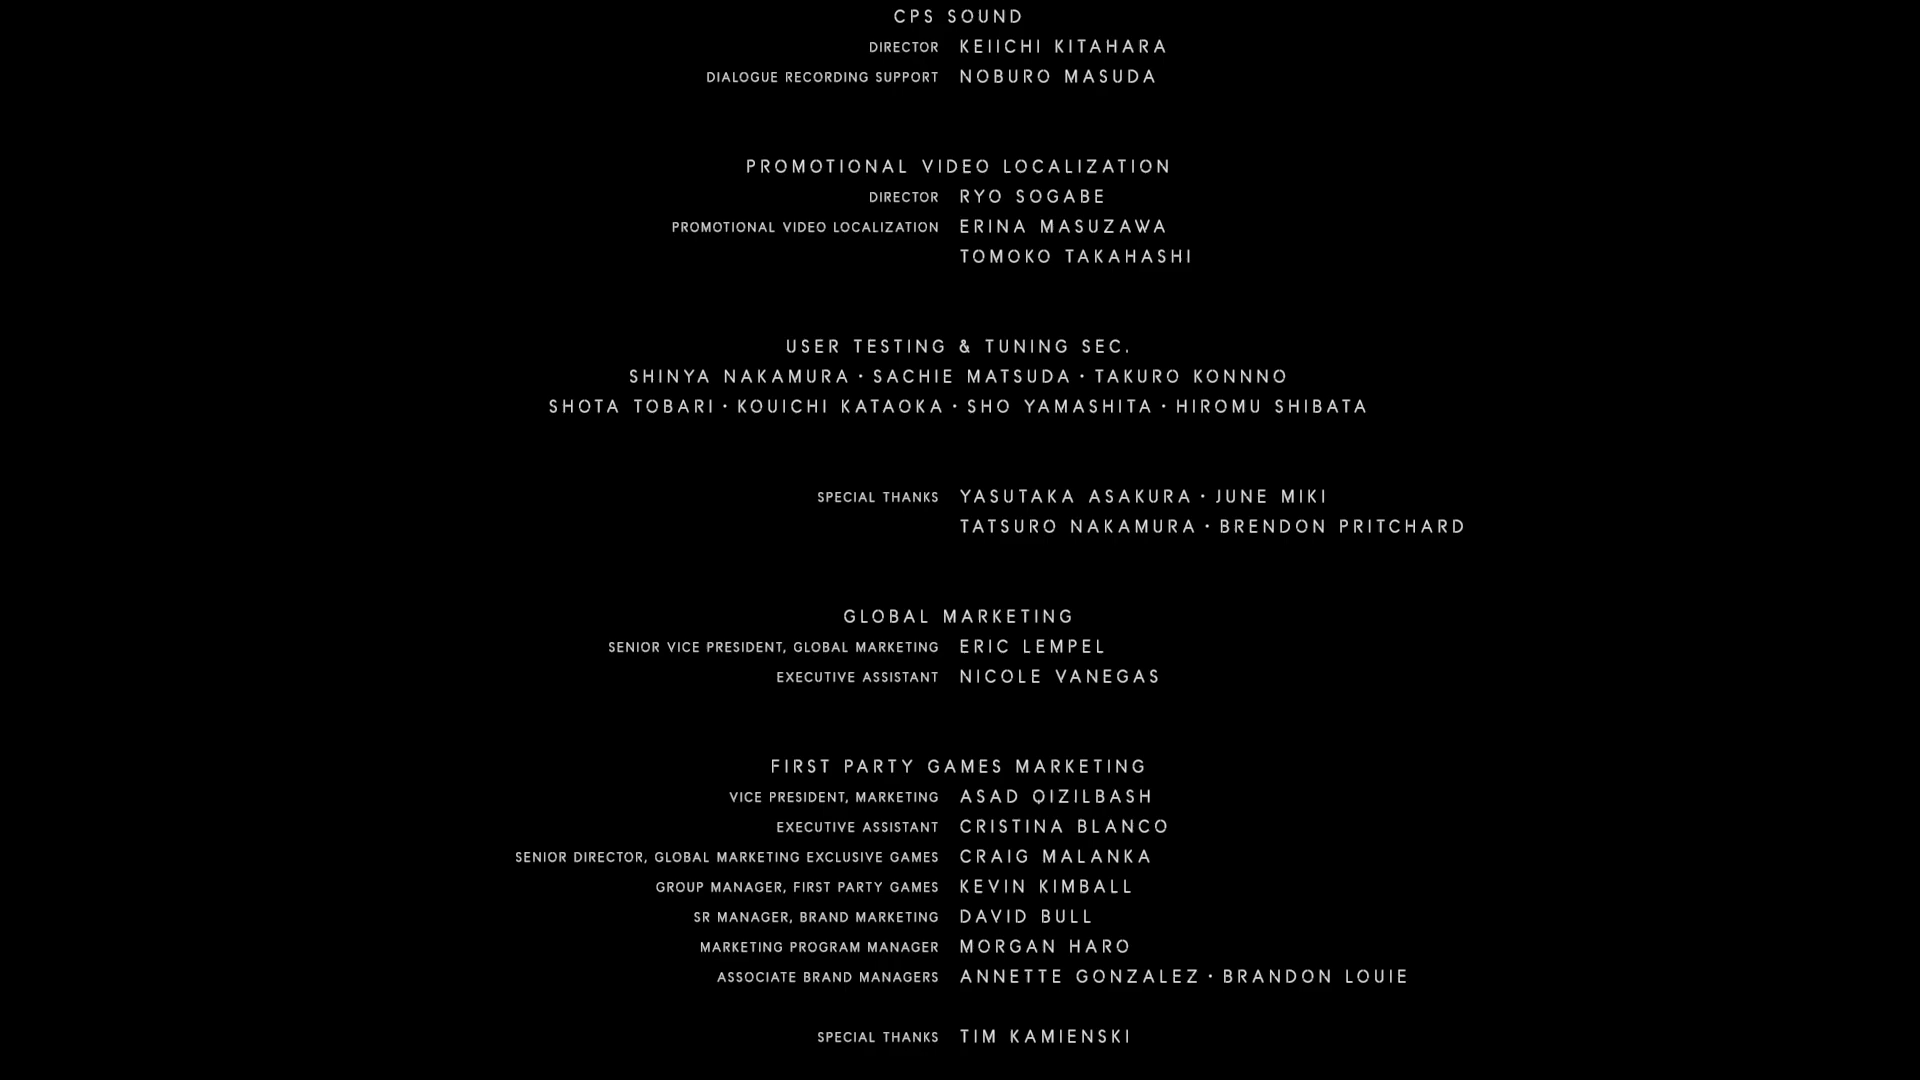 CPS SOUND
DIRECTOR KEIICHI KITAHARA
DIALOGUE RECORDING SUPPORT NOBURO MASUDA
PROMOTIONAL VIDEO LOCALIZATION
DIRECTOR RYO SOGABE
PROMOTIONAL VIDEO LOCALIZATION ERINA MASUZAWA
TOMOKO TAKAHASHI
USER TESTING & TUNING SEC.
SHINYA NAKAMURA・SACHIE MATSUDA・TAKURO KONNNO
SHOTA TOBARI・KOUICHI KATAOKA・SHO YAMASHITA・HIROMU SHIBATA
SPECIAL THANKS YASUTAKA ASAKURA・JUNE MIKI
TATSURO NAKAMURA・BRENDON PRITCHARD
GLOBAL MARKETING
SENIOR VICE PRESIDENT, GLOBAL MARKETING ERIC LEMPEL
EXECUTIVE ASSISTANT NICOLE VANEGAS
FIRST PARTY GAMES MARKETING
VICE PRESIDENT, MARKETING ASAD QIZILBASH
EXECUTIVE ASSISTANT CRISTINA BLANCO
SENIOR DIRECTOR, GLOBAL MARKETING EXCLUSIVE GAMES CRAIG MALANKA
GROUP MANAGER, FIRST PARTY GAMES KEVIN KIMBALL
SR MANAGER, BRAND MARKETING DAVID BULL
MARKETING PROGRAM MANAGER MORGAN HARO
ASSOCIATE BRAND MANAGERS ANNETTE GONZALEZ・BRANDON LOUIE
SPECIAL THANKS TIM KAMIENSKI